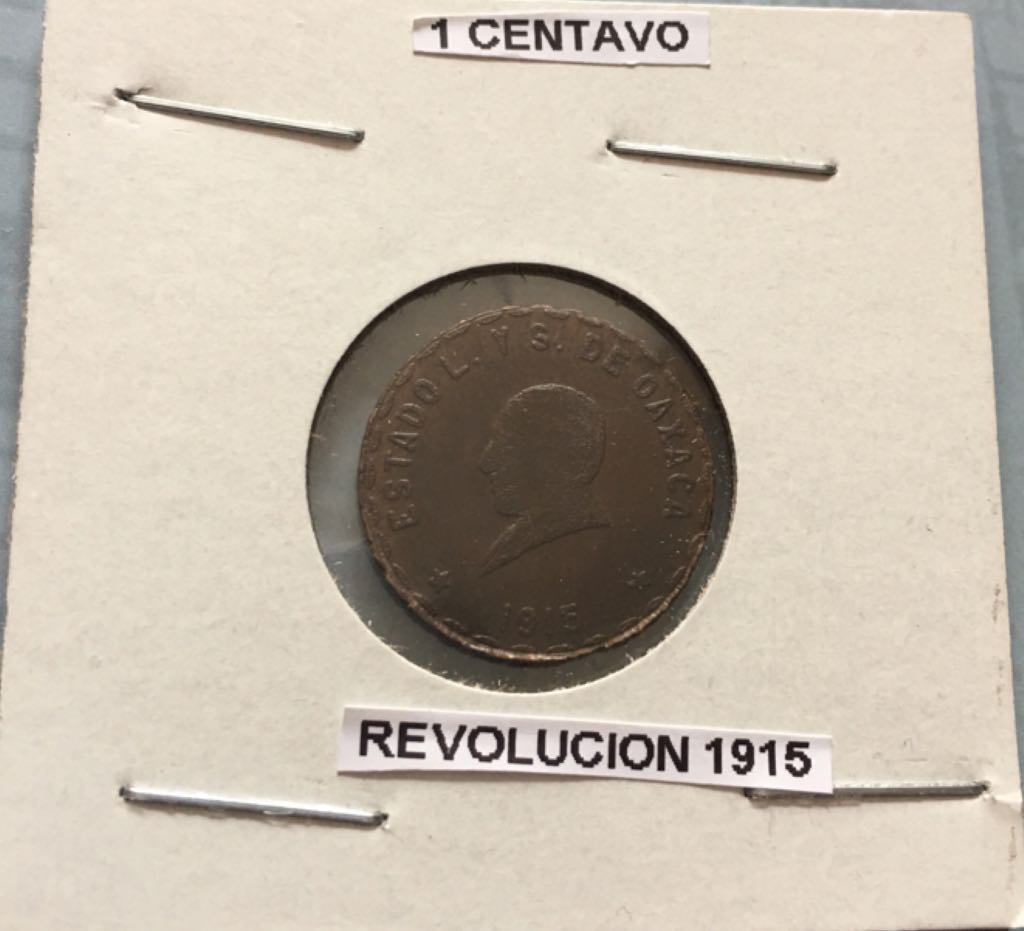 1 CENTAVO
ESTADO L. Y S. DE OAXACA
1915
REVOLUCION 1915